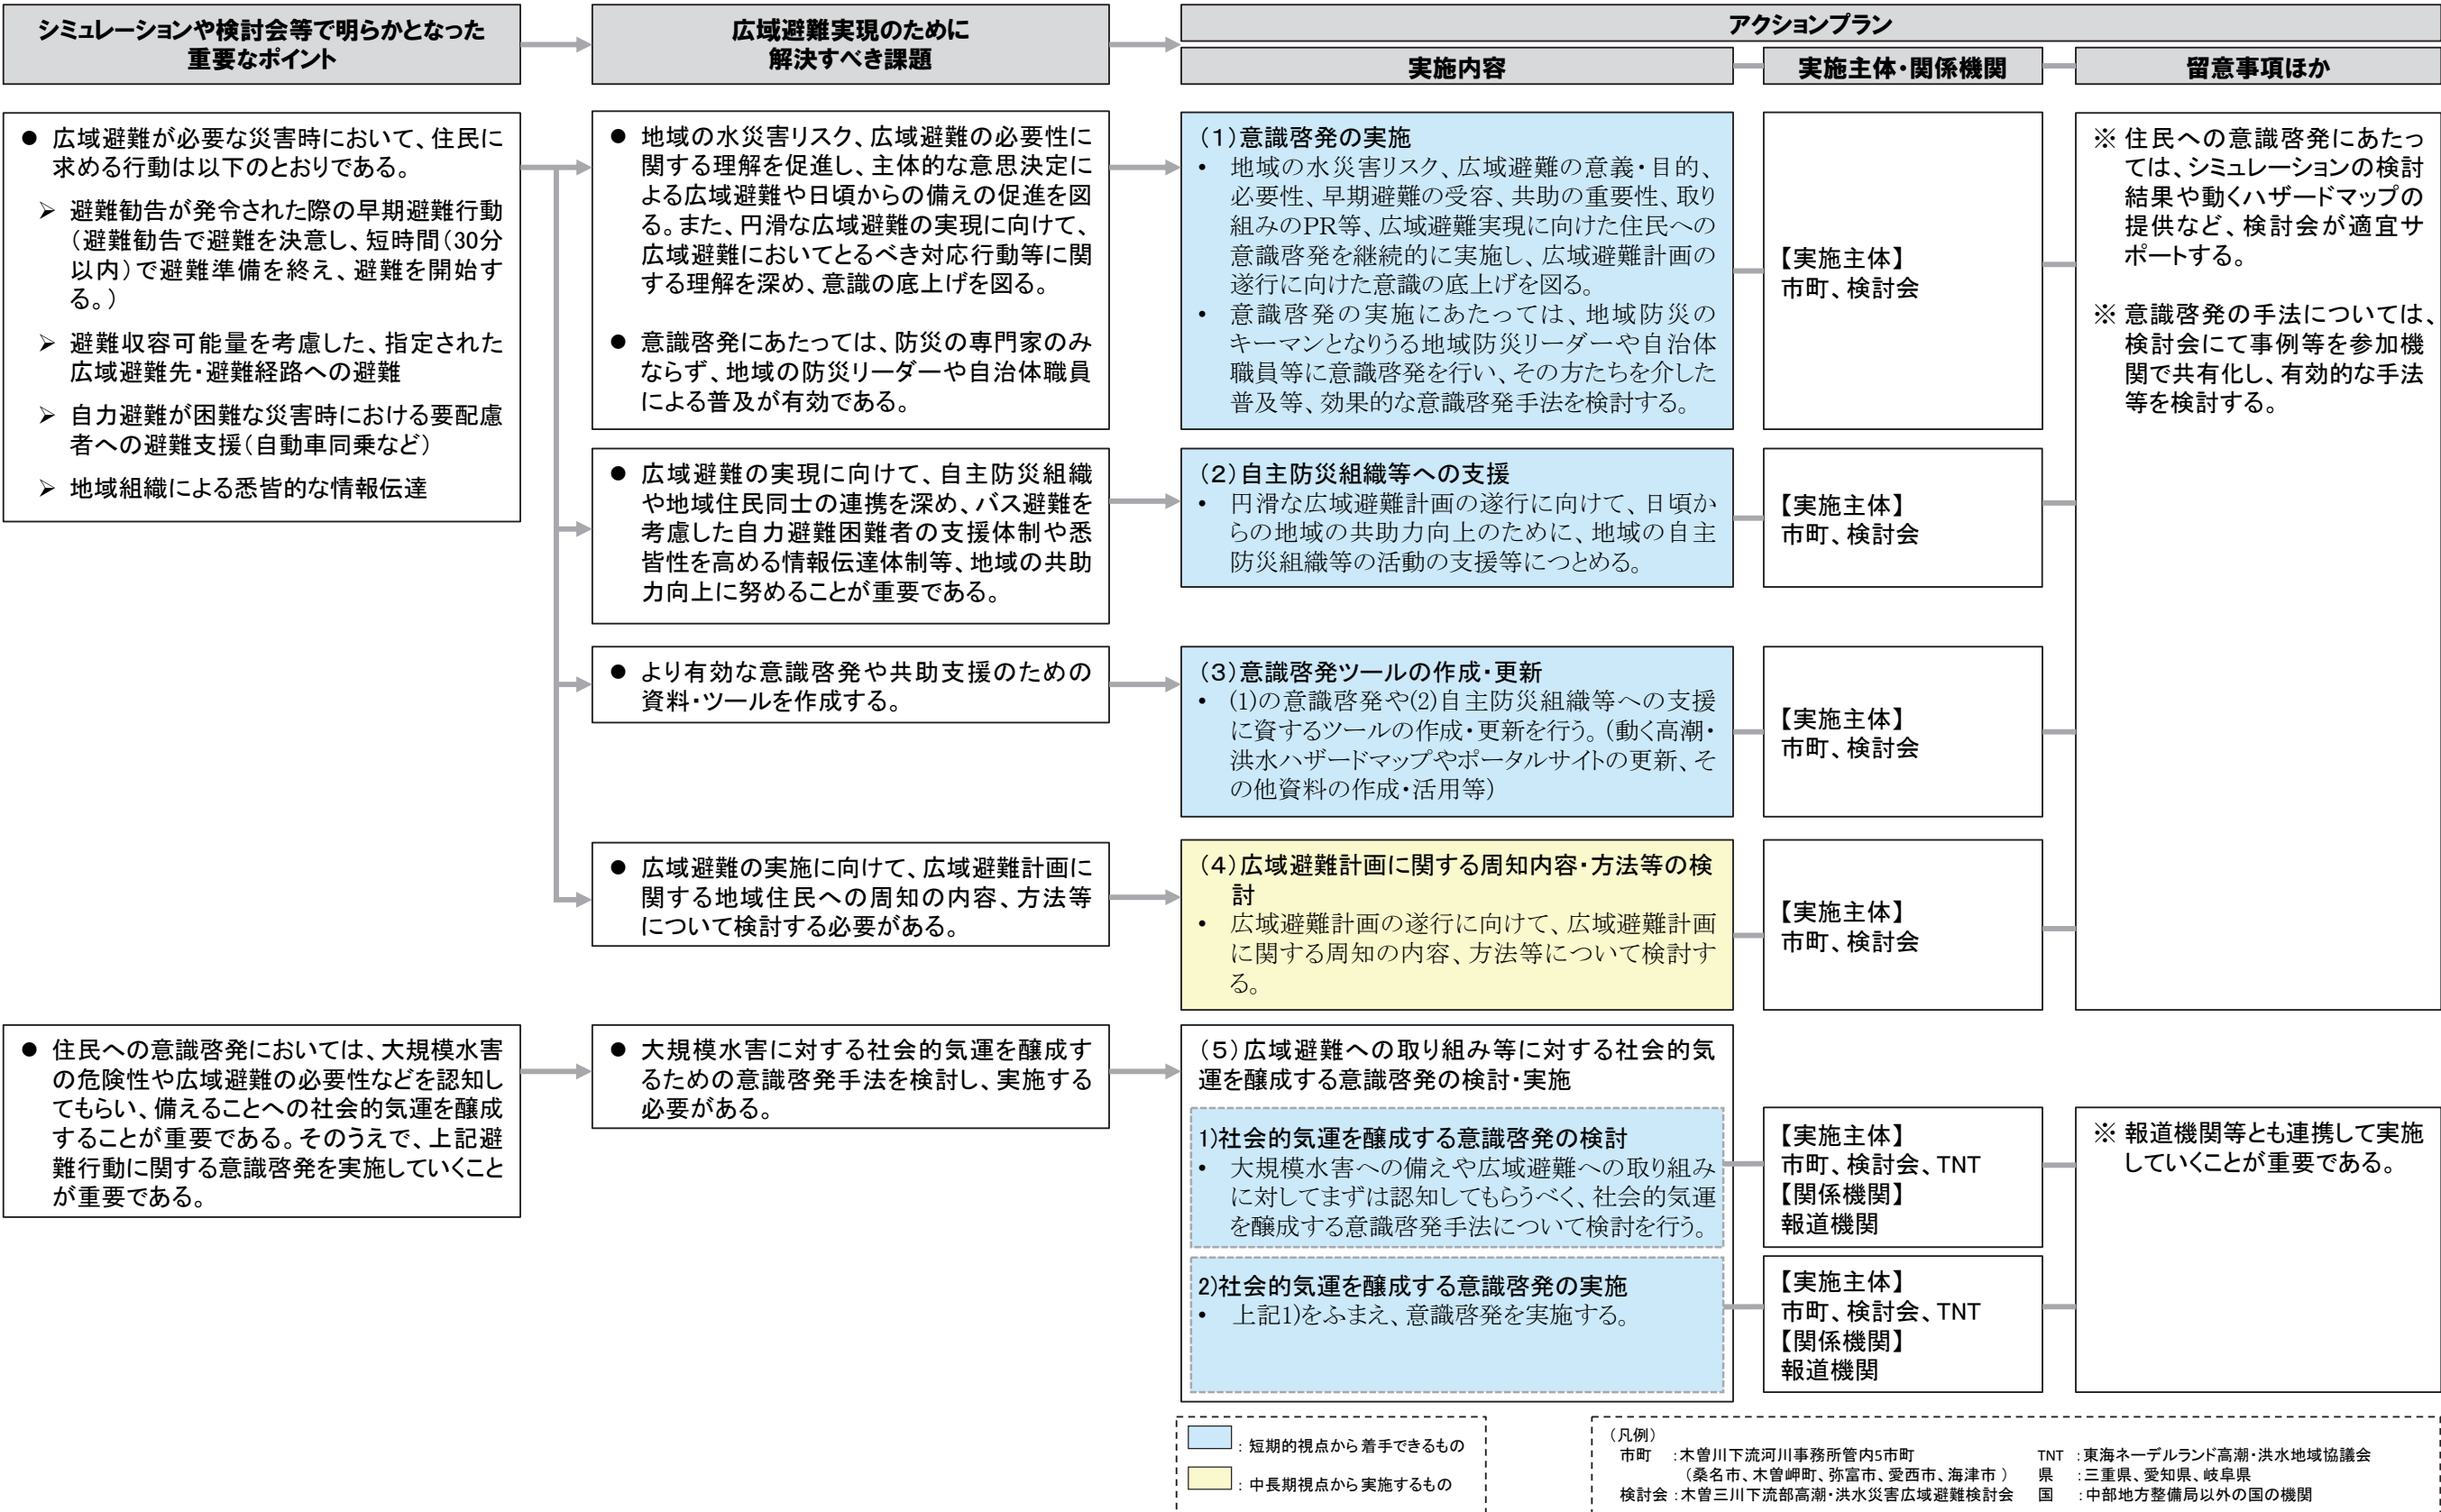 シミュレーションや検討会等で明らかとなった
重要なポイント
広域避難実現のために
解決すべき課題
アクションプラン
実施内容
実施主体・関係機関
留意事項ほか
● 広域避難が必要な災害時において、住民に
求める行動は以下のとおりである。
➢ 避難勧告が発令された際の早期避難行動
（避難勧告で避難を決意し、短時間（30分
以内）で避難準備を終え、避難を開始す
る。）
➢ 避難収容可能量を考慮した、指定された
広域避難先・避難経路への避難
➢ 自力避難が困難な災害時における要配慮
者への避難支援（自動車同乗など）
➢ 地域組織による悉皆的な情報伝達
● 地域の水災害リスク、広域避難の必要性に
関する理解を促進し、主体的な意思決定に
よる広域避難や日頃からの備えの促進を図
る。また、円滑な広域避難の実現に向けて、
広域避難においてとるべき対応行動等に関
する理解を深め、意識の底上げを図る。
● 意識啓発にあたっては、防災の専門家のみ
ならず、地域の防災リーダーや自治体職員
による普及が有効である。
（1）意識啓発の実施
• 地域の水災害リスク、広域避難の意義・目的、
必要性、早期避難の受容、共助の重要性、取り
組みのPR等、広域避難実現に向けた住民への
意識啓発を継続的に実施し、広域避難計画の
遂行に向けた意識の底上げを図る。
• 意識啓発の実施にあたっては、地域防災の
キーマンとなりうる地域防災リーダーや自治体
職員等に意識啓発を行い、その方たちを介した
普及等、効果的な意識啓発手法を検討する。
【実施主体】
市町、検討会
※ 住民への意識啓発にあたっ
ては、シミュレーションの検討
結果や動くハザードマップの
提供など、検討会が適宜サ
ポートする。
※ 意識啓発の手法については、
検討会にて事例等を参加機
関で共有化し、有効的な手法
等を検討する。
● 広域避難の実現に向けて、自主防災組織
や地域住民同士の連携を深め、バス避難を
考慮した自力避難困難者の支援体制や悉
皆性を高める情報伝達体制等、地域の共助
力向上に努めることが重要である。
（2）自主防災組織等への支援
• 円滑な広域避難計画の遂行に向けて、日頃か
らの地域の共助力向上のために、地域の自主
防災組織等の活動の支援等につとめる。
【実施主体】
市町、検討会
● より有効な意識啓発や共助支援のための
資料・ツールを作成する。
（3）意識啓発ツールの作成・更新
• (1)の意識啓発や(2)自主防災組織等への支援
に資するツールの作成・更新を行う。（動く高潮・
洪水ハザードマップやポータルサイトの更新、そ
の他資料の作成・活用等）
【実施主体】
市町、検討会
● 広域避難の実施に向けて、広域避難計画に
関する地域住民への周知の内容、方法等
について検討する必要がある。
（4）広域避難計画に関する周知内容・方法等の検
討
• 広域避難計画の遂行に向けて、広域避難計画
に関する周知の内容、方法等について検討す
る。
【実施主体】
市町、検討会
● 住民への意識啓発においては、大規模水害
の危険性や広域避難の必要性などを認知し
てもらい、備えることへの社会的気運を醸成
することが重要である。そのうえで、上記避
難行動に関する意識啓発を実施していくこと
が重要である。
● 大規模水害に対する社会的気運を醸成す
るための意識啓発手法を検討し、実施する
必要がある。
（5）広域避難への取り組み等に対する社会的気
運を醸成する意識啓発の検討・実施
1)社会的気運を醸成する意識啓発の検討
• 大規模水害への備えや広域避難への取り組み
に対してまずは認知してもらうべく、社会的気運
を醸成する意識啓発手法について検討を行う。
【実施主体】
市町、検討会、TNT
【関係機関】
報道機関
※ 報道機関等とも連携して実施
していくことが重要である。
2)社会的気運を醸成する意識啓発の実施
• 上記1)をふまえ、意識啓発を実施する。
【実施主体】
市町、検討会、TNT
【関係機関】
報道機関
：短期的視点から着手できるもの
：中長期視点から実施するもの
（凡例）
市町 ：木曽川下流河川事務所管内5市町
（桑名市、木曽岬町、弥富市、愛西市、海津市 ）
検討会 ：木曽三川下流部高潮・洪水災害広域避難検討会
TNT ：東海ネーデルランド高潮・洪水地域協議会
県 ：三重県、愛知県、岐阜県
国 ：中部地方整備局以外の国の機関